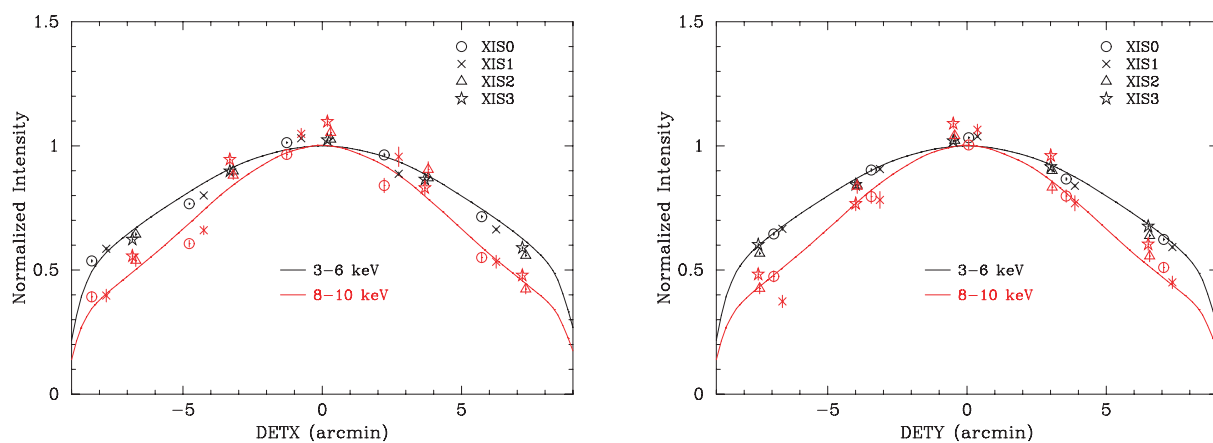 1.5
1
0.5
0
Normalized Intensity
XIS0
XIS1
XIS2
XIS3
3−6 keV
8−10 keV
−5
0
5
DETX (arcmin)
1.5
1
0.5
0
Normalized Intensity
XIS0
XIS1
XIS2
XIS3
3−6 keV
8−10 keV
−5
0
5
DETY (arcmin)